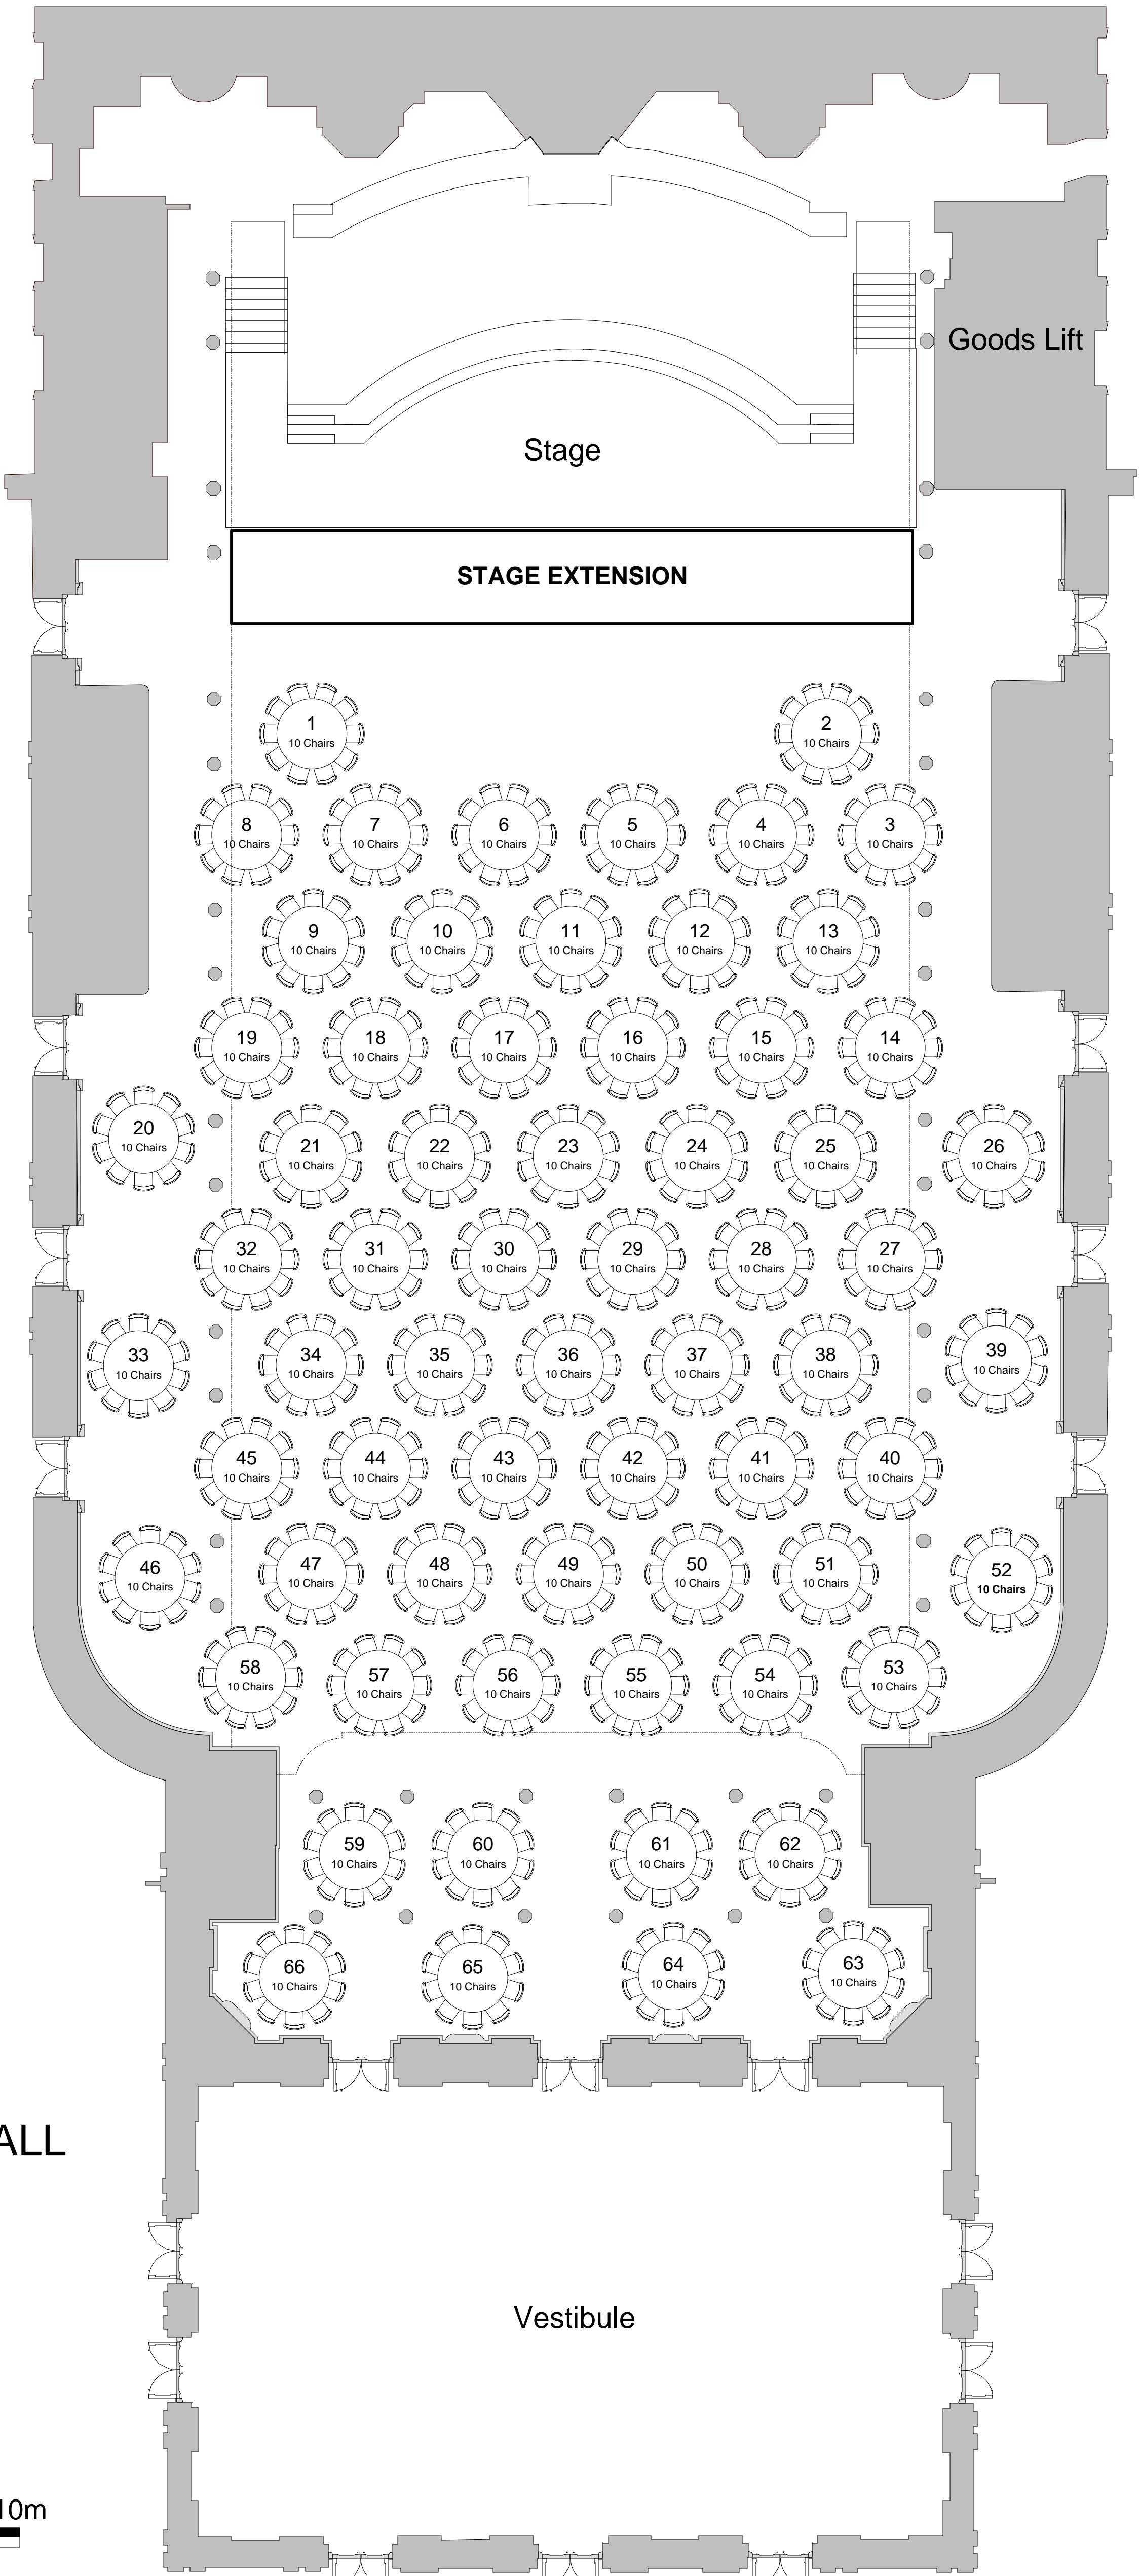 Goods Lift
Stage
STAGE EXTENSION
1
10 Chairs
2
10 Chairs
8
10 Chairs
7
10 Chairs
6
10 Chairs
5
10 Chairs
4
10 Chairs
3
10 Chairs
9
10 Chairs
10
10 Chairs
11
10 Chairs
12
10 Chairs
13
10 Chairs
19
10 Chairs
18
10 Chairs
17
10 Chairs
16
10 Chairs
15
10 Chairs
14
10 Chairs
20
10 Chairs
21
10 Chairs
22
10 Chairs
23
10 Chairs
24
10 Chairs
25
10 Chairs
26
10 Chairs
32
10 Chairs
31
10 Chairs
30
10 Chairs
29
10 Chairs
28
10 Chairs
27
10 Chairs
33
10 Chairs
34
10 Chairs
35
10 Chairs
36
10 Chairs
37
10 Chairs
38
10 Chairs
39
10 Chairs
45
10 Chairs
44
10 Chairs
43
10 Chairs
42
10 Chairs
41
10 Chairs
40
10 Chairs
46
10 Chairs
47
10 Chairs
48
10 Chairs
49
10 Chairs
50
10 Chairs
51
10 Chairs
52
10 Chairs
58
10 Chairs
57
10 Chairs
56
10 Chairs
55
10 Chairs
54
10 Chairs
53
10 Chairs
59
10 Chairs
60
10 Chairs
61
10 Chairs
62
10 Chairs
66
10 Chairs
65
10 Chairs
64
10 Chairs
63
10 Chairs
ALL
Vestibule
10m